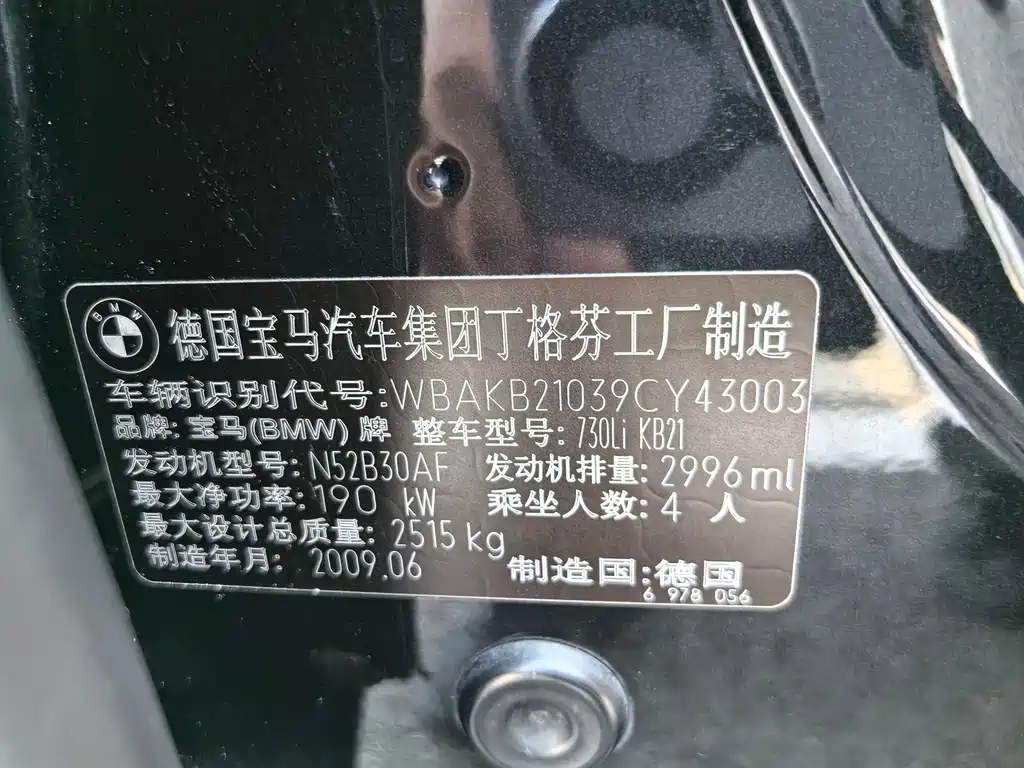 BMW 德国宝马汽车集团丁格芬工厂制造
车辆识别代号:WBAKB21039CY43003
品牌: 宝马(BMW) 牌 整车型号: 730Li KB21
发动机型号: N52B30AF 发动机排量: 2996 ml
最大净功率: 190 kW 乘坐人数: 4 人
最大设计总质量: 2515 kg
制造年月: 2009.06 制造国: 德国
6 978 056